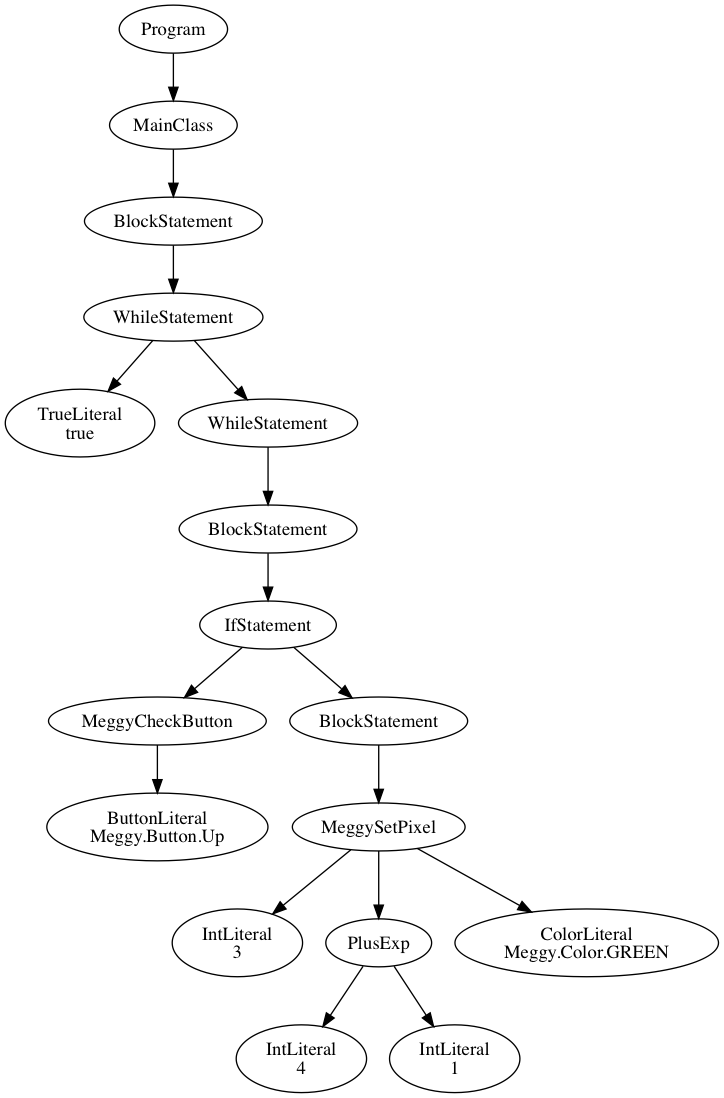 Program
MainClass
BlockStatement
WhileStatement
TrueLiteral
true
WhileStatement
BlockStatement
IfStatement
MeggyCheckButton
BlockStatement
ButtonLiteral
Meggy.Button.Up
MeggySetPixel
IntLiteral
3
PlusExp
ColorLiteral
Meggy.Color.GREEN
IntLiteral
4
IntLiteral
1